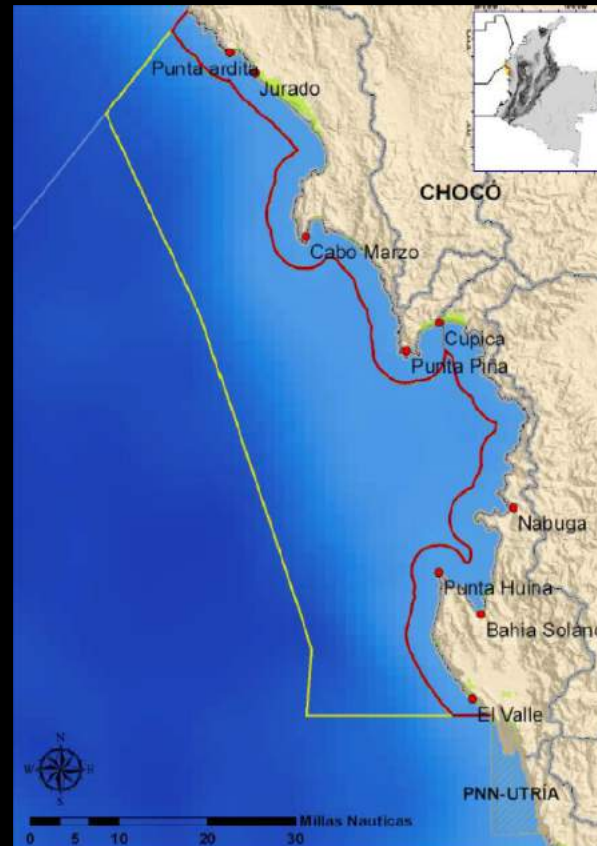 Punta ardita
Jurado
CHOCÓ
Cabo Marzo
Cupica
Punta Piña
Nabuga
Punta Huina
Bahia Solano
El Valle
N
W
S
PNN-UTRÍA
Millas Nauticas
0 5 10 20 30